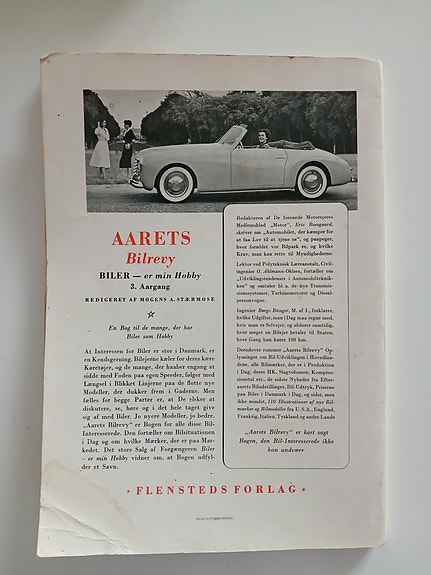 AARETS
Bilrevy
BILER — er min Hobby
3. Aargang
REDIGERET AF MOGENS A. STÆRMOSE
En Bog til de mange, der har
Biler som Hobby
At Interessen for Biler er stor i Danmark, er
en Kendsgerning. Bilejerne kæler for deres kære
Køretøjer, og de mange, der haaber engang at
sidde med Foden paa egen Speeder, følger med
Længsel i Blikket Linjerne paa de flotte nye
Modeller, der dukker frem i Gaderne. Men
fælles for begge Parter er, at De elsker at
diskutere, se, høre og i det hele taget give
sig af med Biler. Jo nyere Modeller, jo bedre.
„Aarets Bilrevy" er Bogen for alle disse Bil-
Interesserede. Den fortæller om Bilsituationen
i Dag og om hvilke Mærker, der er paa Mar-
kedet. Det store Salg af Forgængeren Biler
– er min Hobby vidner om, at Bogen udfyl-
der et Savn.
Redaktøren af De forenede Motorejeres
Medlemsblad „Motor", Eric Boesgaard,
skriver om „Automobilet, der kæmper for
at faa Lov til at tjene os", og paapeger,
hvor forældet vor Bilpark er, og hvilke
Krav, man kan rette til Myndighederne.
Lektor ved Polyteknisk Læreanstalt, Civil-
ingeniør O. Ahlmann-Ohlsen, fortæller om
„Udviklingstendenser i Automobiltekni-
ken" og omtaler bl. a. de nye Transmis-
sionssystemer, Turbinemotorer og Diesel-
personvogne.
Ingeniør Børge Bünger, M. af I., forklarer,
hvilke Udgifter, man i Dag maa regne med,
hvis man er Selvejer, og afslører samtidig,
hvor meget en Bilejer betaler til Staten,
hver Gang han kører 100 km.
Derudover rummer „Aarets Bilrevy" Op-
lysninger om Bil-Udviklingen i Hovedlan-
dene, alle Bilmærker, der er i Produktion
i Dag, deres HK, Slagvolumen, Kompres-
sionstal etc., de sidste Nyheder fra Efter-
aarets Biludstillinger, Bil-Udtryk, Priserne
paa Biler i Danmark i Dag, og sidst, men
ikke mindst, 110 Illustrationer af nye Bil-
mærker og Bilmodeller fra U.S.A., England,
Frankrig, Italien, Tyskland og andre Lande
„Aarets Bilrevy" er kort sagt
Bogen, den Bil-Interesserede ikke
kan undvære
• FLENSTEDS FORLAG •